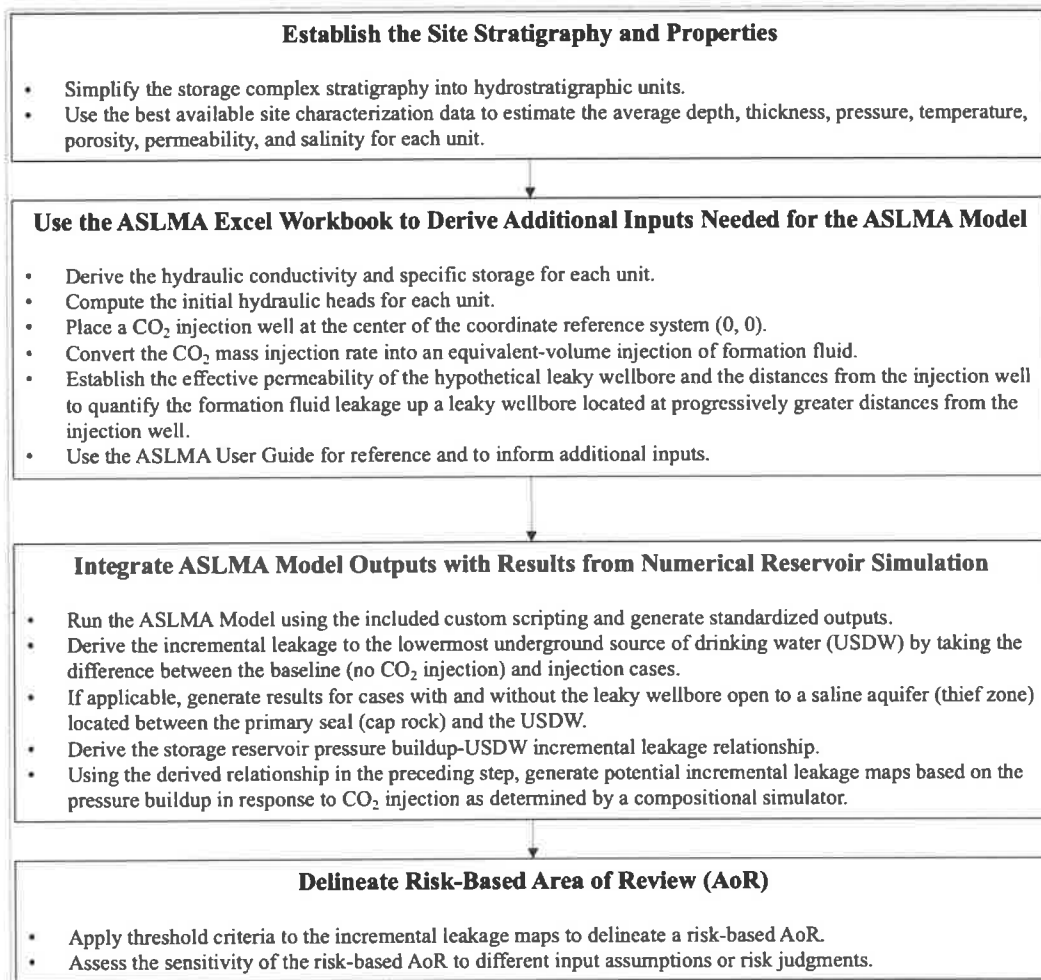 Establish the Site Stratigraphy and Properties
• Simplify the storage complex stratigraphy into hydrostratigraphic units.
• Use the best available site characterization data to estimate the average depth, thickness, pressure, temperature,
porosity, permeability, and salinity for each unit.
Use the ASLMA Excel Workbook to Derive Additional Inputs Needed for the ASLMA Model
• Derive the hydraulic conductivity and specific storage for each unit.
• Compute the initial hydraulic heads for each unit.
• Place a CO₂ injection well at the center of the coordinate reference system (0, 0).
• Convert the CO₂ mass injection rate into an equivalent-volume injection of formation fluid.
• Establish the effective permeability of the hypothetical leaky wellbore and the distances from the injection well
to quantify the formation fluid leakage up a leaky wellbore located at progressively greater distances from the
injection well.
• Use the ASLMA User Guide for reference and to inform additional inputs.
Integrate ASLMA Model Outputs with Results from Numerical Reservoir Simulation
• Run the ASLMA Model using the included custom scripting and generate standardized outputs.
• Derive the incremental leakage to the lowermost underground source of drinking water (USDW) by taking the
difference between the baseline (no CO₂ injection) and injection cases.
• If applicable, generate results for cases with and without the leaky wellbore open to a saline aquifer (thief zone)
located between the primary seal (cap rock) and the USDW.
• Derive the storage reservoir pressure buildup-USDW incremental leakage relationship.
• Using the derived relationship in the preceding step, generate potential incremental leakage maps based on the
pressure buildup in response to CO₂ injection as determined by a compositional simulator.
Delineate Risk-Based Area of Review (AoR)
• Apply threshold criteria to the incremental leakage maps to delineate a risk-based AoR.
• Assess the sensitivity of the risk-based AoR to different input assumptions or risk judgments.